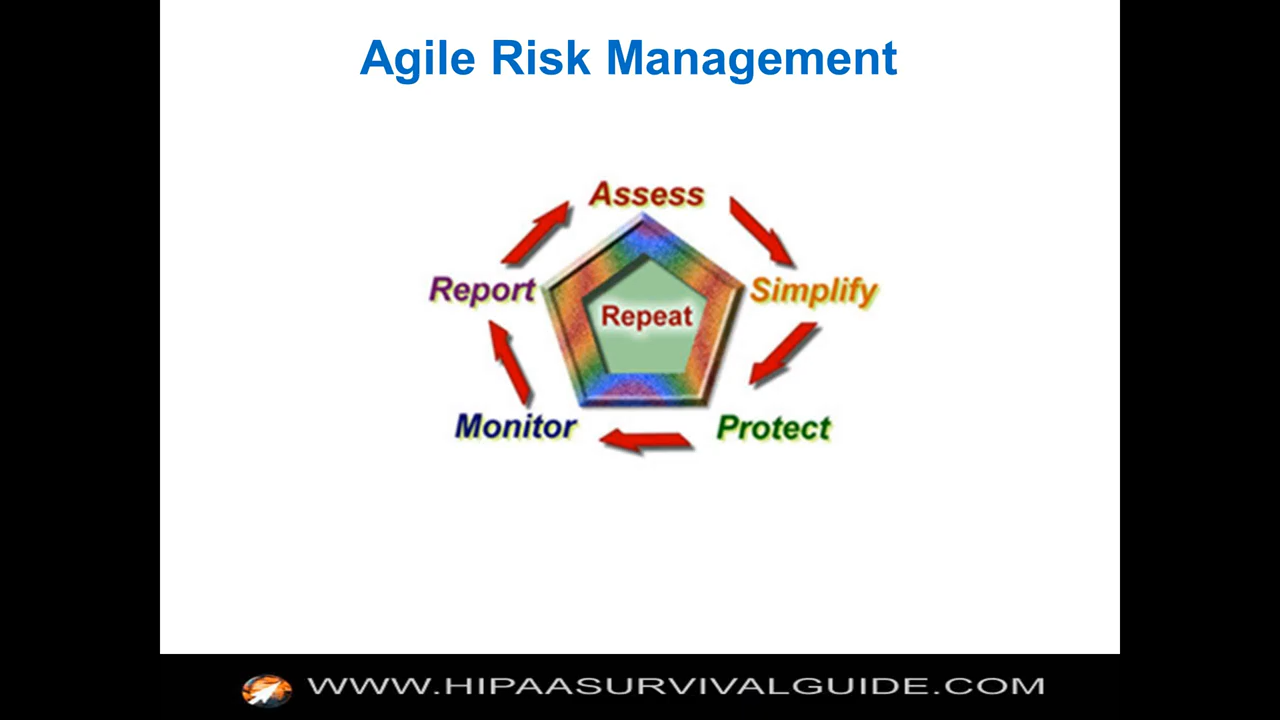 Agile Risk Management
Assess
Report
Simplify
Repeat
Monitor
Protect
WWW.HIPAASURVIVALGUIDE.COM